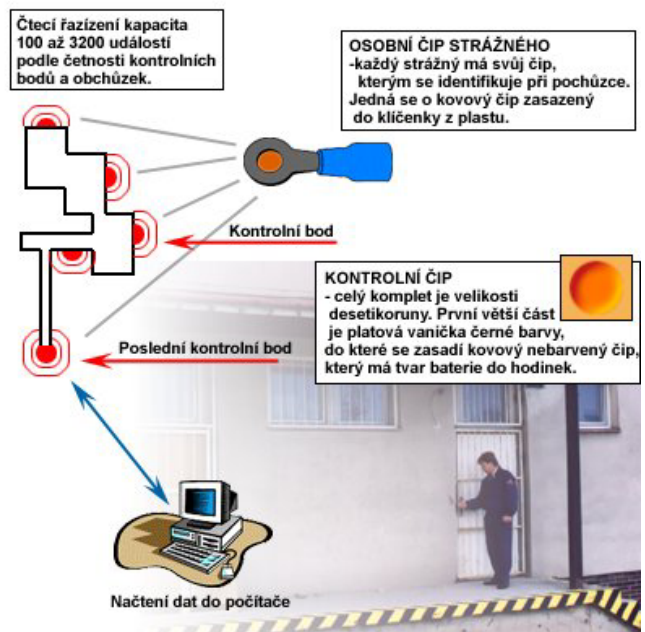 Čtecí řazízení kapacita
100 až 3200 událostí
podle četnosti kontrolních
bodů a obchůzek.
OSOBNÍ ČIP STRÁŽNÉHO
-každý strážný má svůj čip,
kterým se identifikuje při pochůzce.
Jedná se o kovový čip zasazený
do klíčenky z plastu.
Kontrolní bod
KONTROLNÍ ČIP
- celý komplet je velikosti
desetikoruny. První větší část
je platová vanička černé barvy,
do které se zasadí kovový nebarvený čip,
který má tvar baterie do hodinek.
Poslední kontrolní bod
Načtení dat do počítače